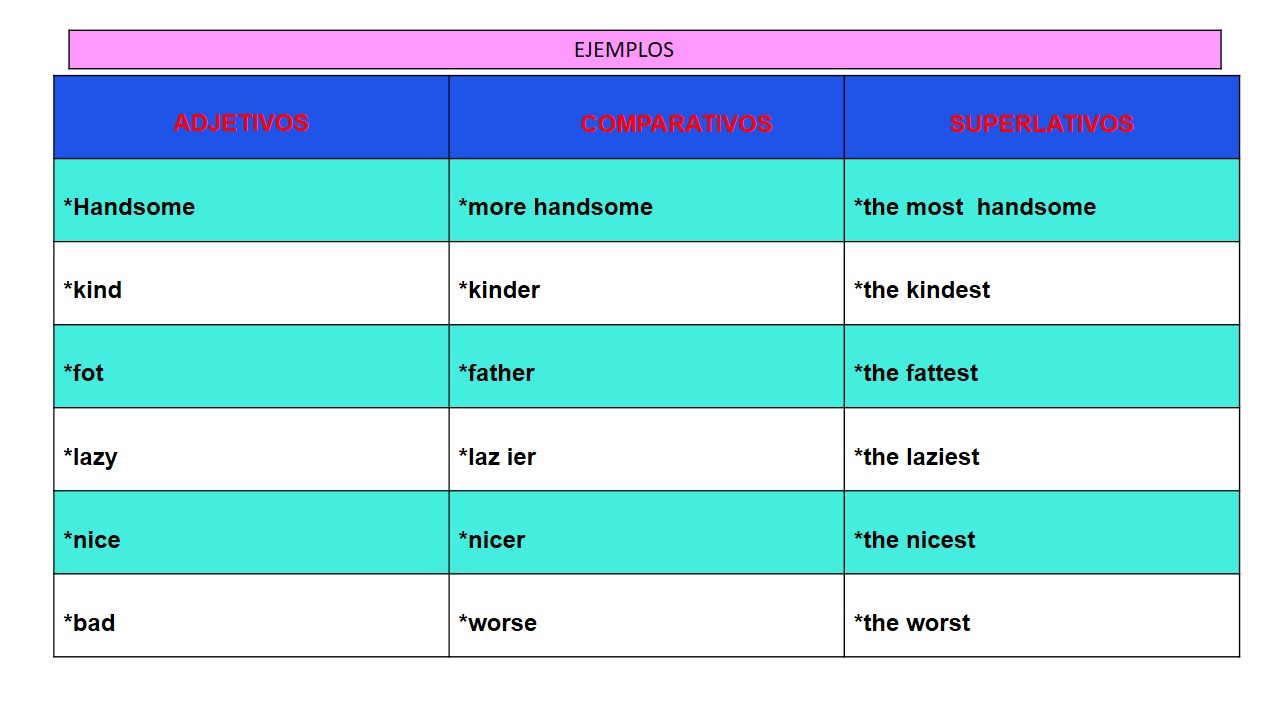 EJEMPLOS
ADJETIVOS COMPARATIVOS SUPERLATIVOS
*Handsome *more handsome *the most  handsome
*kind *kinder *the kindest
*fot *father *the fattest
*lazy *laz ier *the laziest
*nice *nicer *the nicest
*bad *worse *the worst